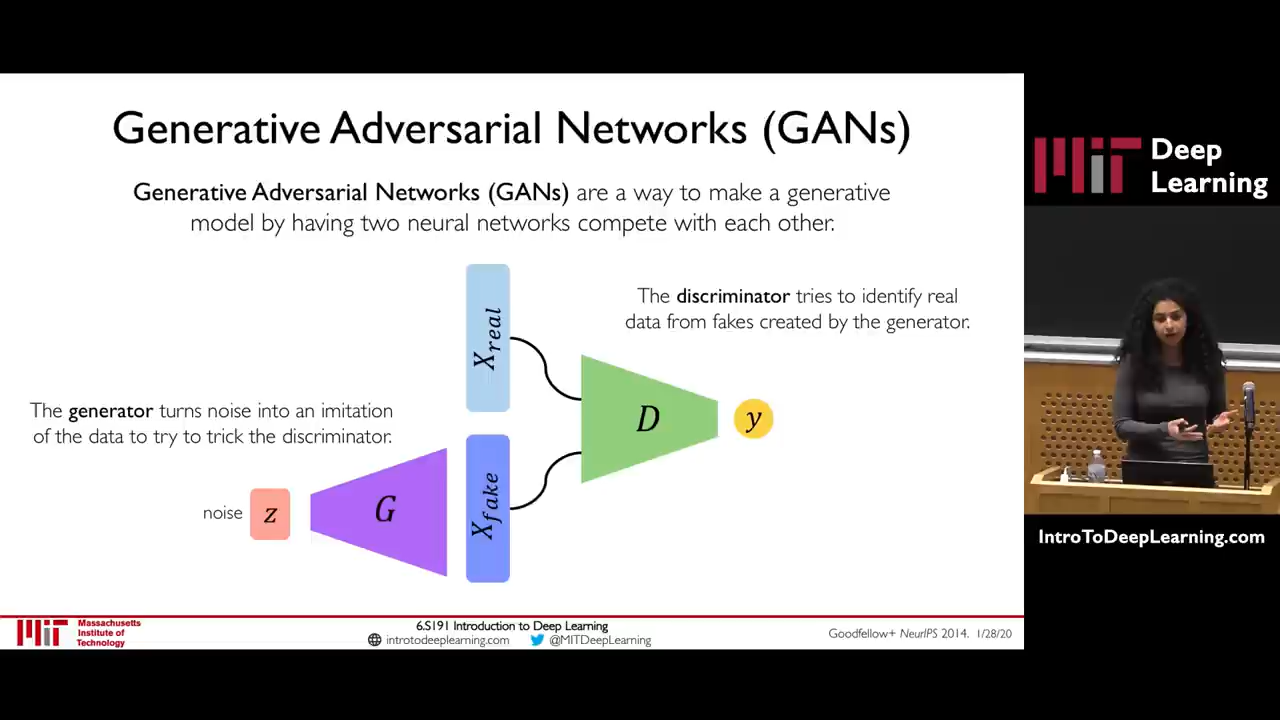 Generative Adversarial Networks (GANs)
Generative Adversarial Networks (GANs) are a way to make a generative
model by having two neural networks compete with each other.
The discriminator tries to identify real
data from fakes created by the generator.
X_real
The generator turns noise into an imitation
of the data to try to trick the discriminator.
D
y
noise
z
G
X_fake
Massachusetts
Institute of
Technology
6.S191 Introduction to Deep Learning
introtodeeplearning.com
@MITDeepLearning
Goodfellow+ NeurIPS 2014. 1/28/20
MIT
MIT
Deep
Learning
IntroToDeepLearning.com